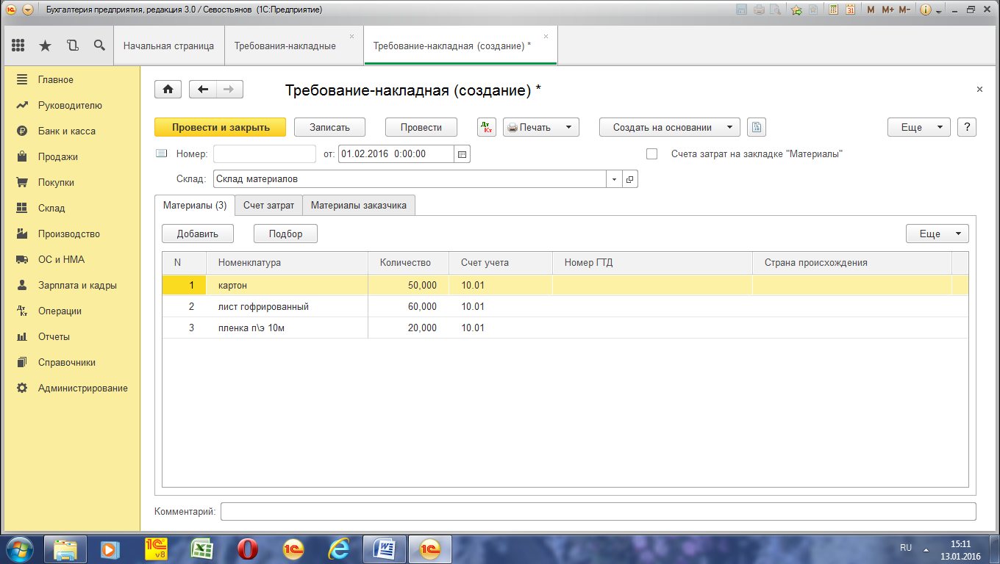 Бухгалтерия предприятия, редакция 3.0 / Севостьянов (1С:Предприятие)
M M+ M-
Начальная страница Требования-накладные Требование-накладная (создание) *
Главное
Руководителю
Банк и касса
Продажи
Покупки
Склад
Производство
ОС и НМА
Зарплата и кадры
Операции
Отчеты
Справочники
Администрирование
Требование-накладная (создание) *
Провести и закрыть Записать Провести Дт Кт Печать Создать на основании Еще ?
Номер: от: 01.02.2016 0:00:00 Счета затрат на закладке "Материалы"
Склад: Склад материалов
Материалы (3) Счет затрат Материалы заказчика
Добавить Подбор Еще
N Номенклатура Количество Счет учета Номер ГТД Страна происхождения
1 картон 50,000 10.01
2 лист гофрированный 60,000 10.01
3 пленка п\э 10м 20,000 10.01
Комментарий:
RU 15:11
13.01.2016